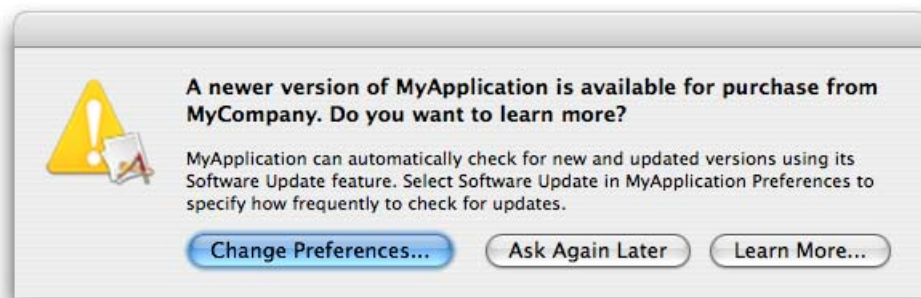 A newer version of MyApplication is available for purchase from
MyCompany. Do you want to learn more?
MyApplication can automatically check for new and updated versions using its
Software Update feature. Select Software Update in MyApplication Preferences to
specify how frequently to check for updates.
Change Preferences... Ask Again Later Learn More...